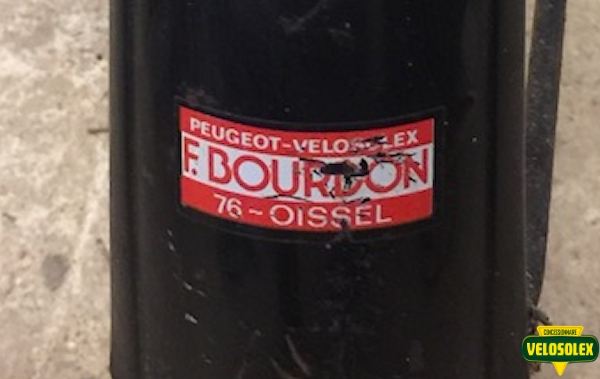 PEUGEOT-VELOSOLEX
F. BOURDON
76 ~ OISSEL
CONCESSIONNAIRE
VELOSOLEX